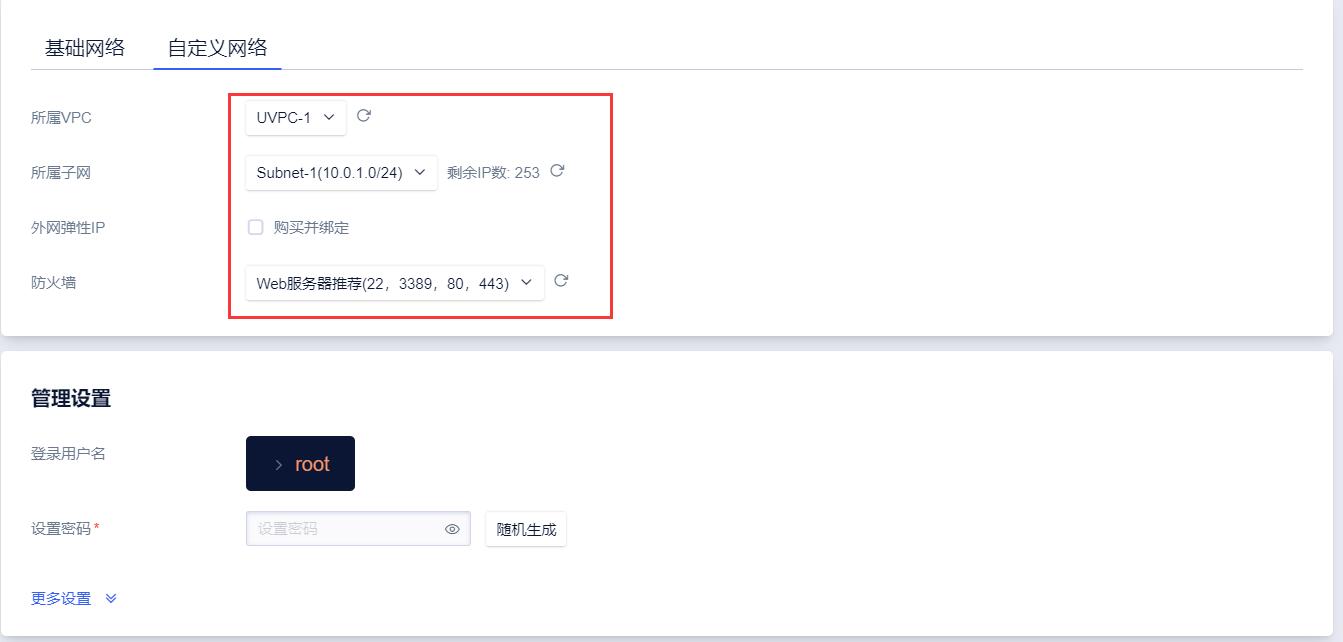 基础网络 自定义网络
所属VPC UVPC-1
所属子网 Subnet-1(10.0.1.0/24) 剩余IP数: 253
外网弹性IP 购买并绑定
防火墙 Web服务器推荐(22，3389，80，443)
管理设置
登录用户名 root
设置密码* 设置密码 随机生成
更多设置